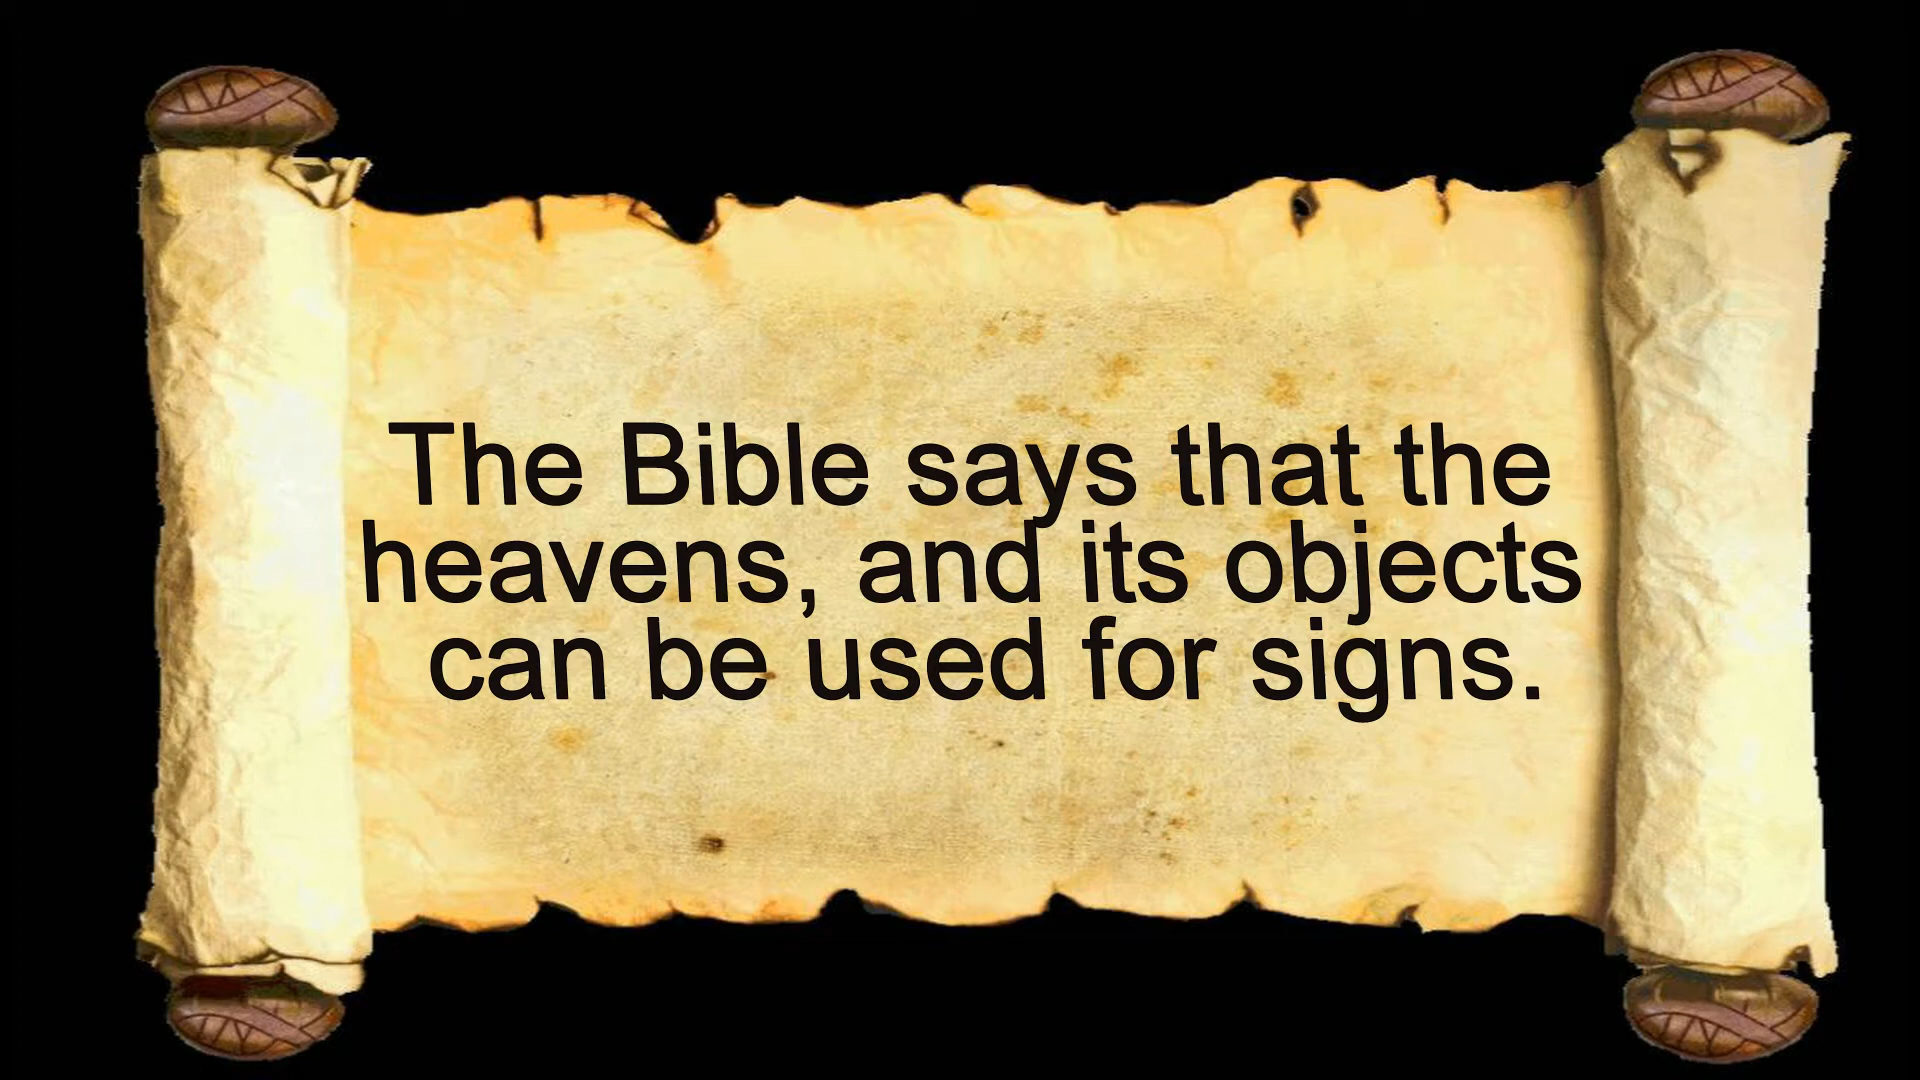 The Bible says that the
heavens, and its objects
can be used for signs.